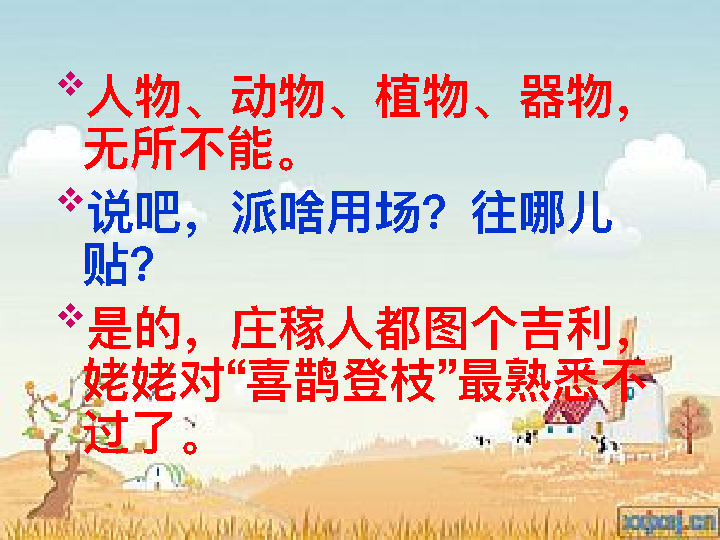 人物、动物、植物、器物，
无所不能。
说吧，派啥用场？往哪儿
贴？
是的，庄稼人都图个吉利，
姥姥对“喜鹊登枝”最熟悉不
过了。